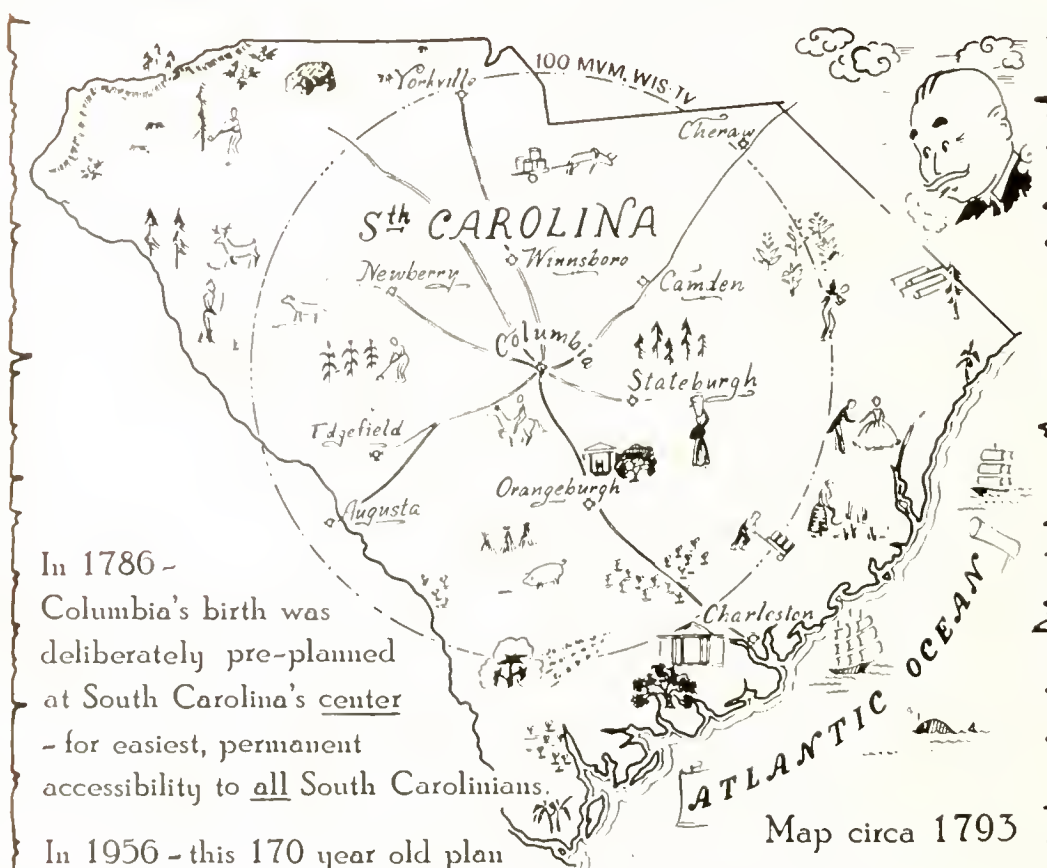 100 MVM. WIS-TV
Yorkville
Cheraw
Sth CAROLINA
Winnsboro
Newberry
Camden
Columbia
Stateburgh
Edgefield
Orangeburgh
Augusta
Charleston
ATLANTIC OCEAN
In 1786 -
Columbia's birth was
deliberately pre-planned
at South Carolina's center
- for easiest, permanent
accessibility to all South Carolinians.
Map circa 1793
In 1956 - this 170 year old plan